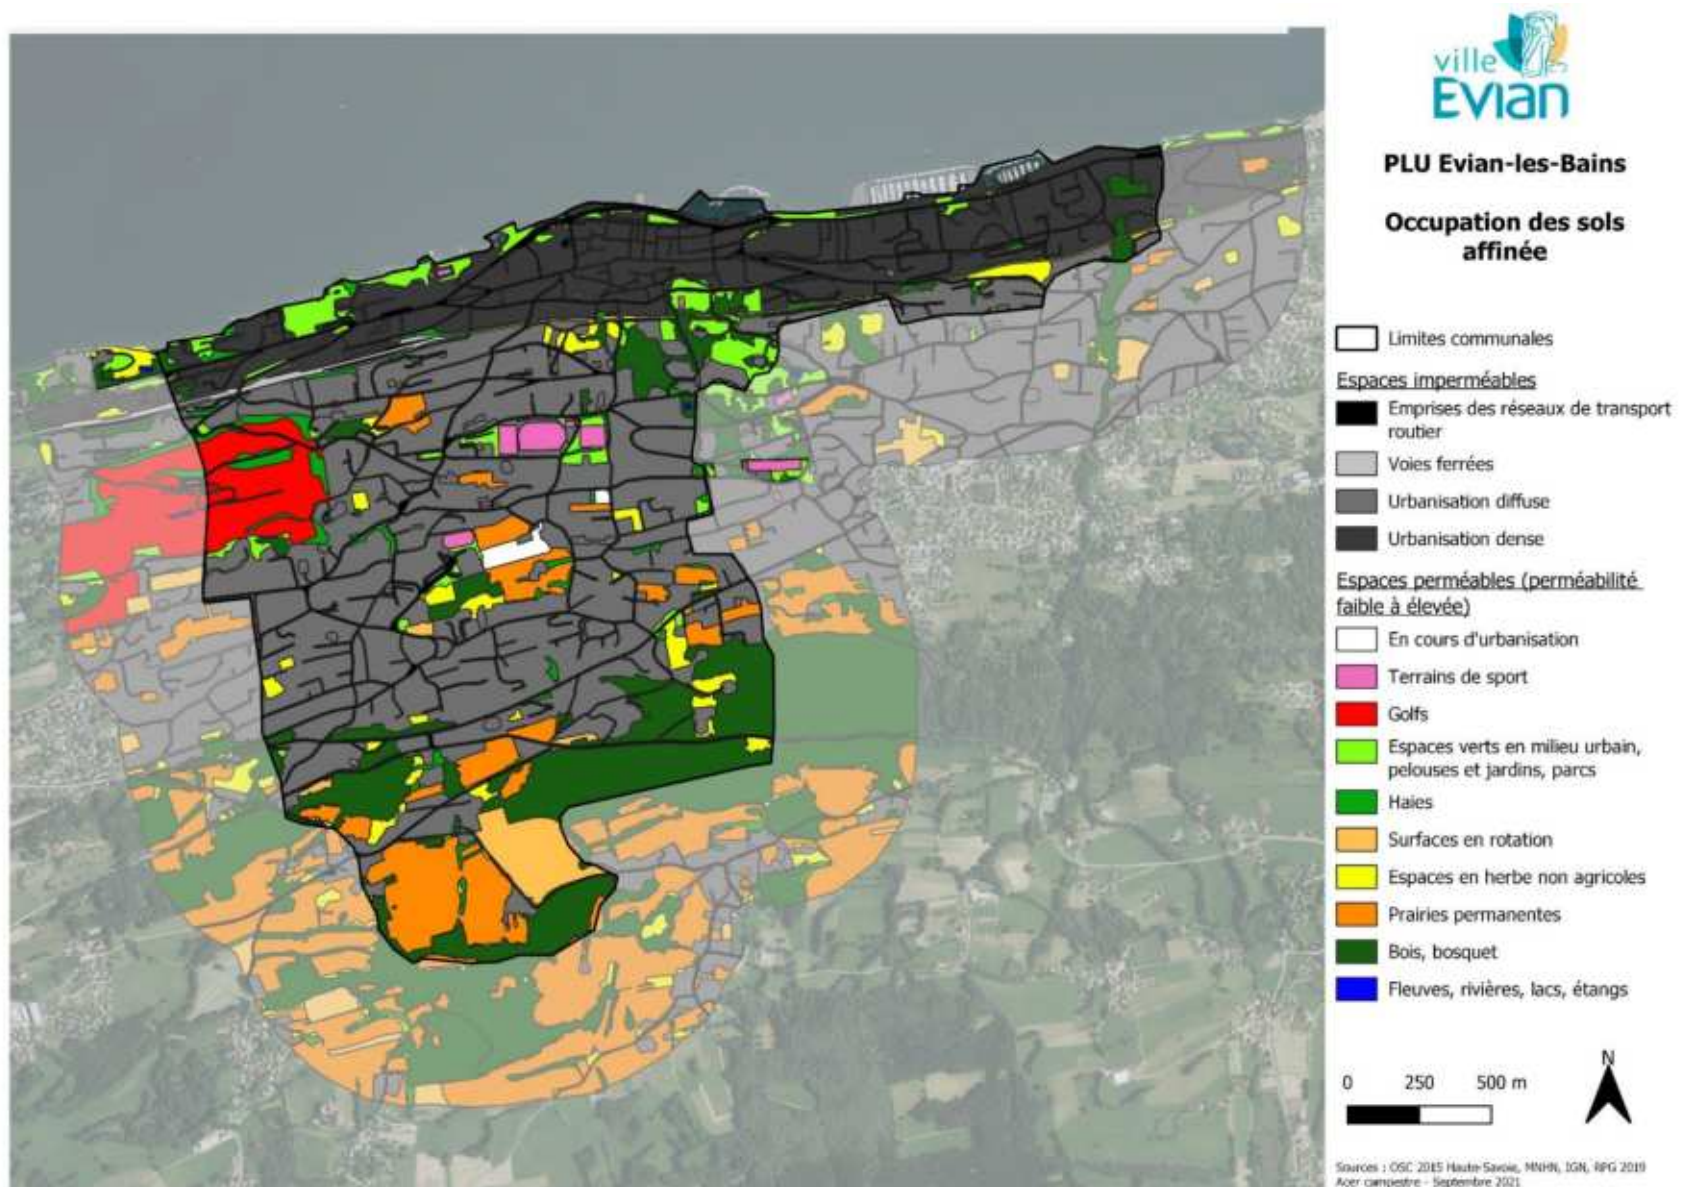 ville
Evian
PLU Evian-les-Bains
Occupation des sols
affinée
Limites communales
Espaces imperméables
Emprises des réseaux de transport
routier
Voies ferrées
Urbanisation diffuse
Urbanisation dense
Espaces perméables (perméabilité
faible à élevée)
En cours d'urbanisation
Terrains de sport
Golfs
Espaces verts en milieu urbain,
pelouses et jardins, parcs
Haies
Surfaces en rotation
Espaces en herbe non agricoles
Prairies permanentes
Bois, bosquet
Fleuves, rivières, lacs, étangs
N
0 250 500 m
Sources : OSC 2015 Haute-Savoie, MNHN, IGN, RPG 2019
Acer campestre - Septembre 2021